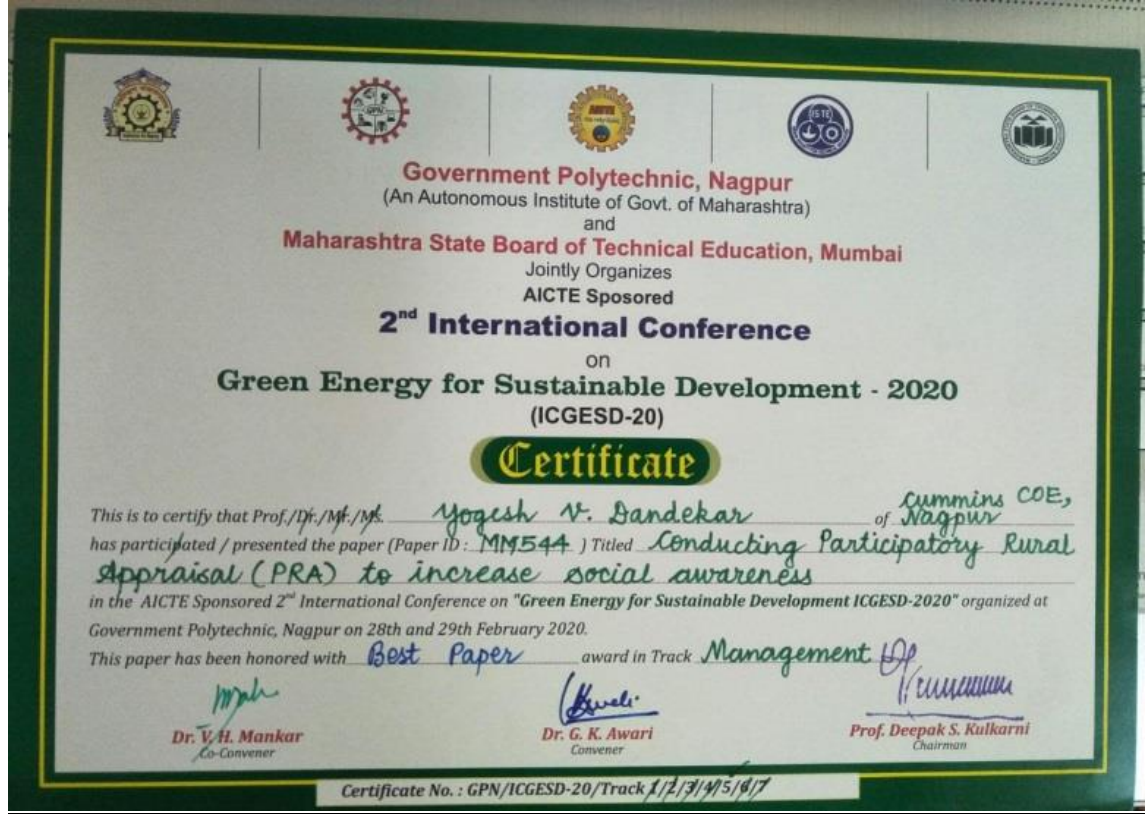 GPN
AICTE
ISTE
Government Polytechnic, Nagpur
(An Autonomous Institute of Govt. of Maharashtra)
and
Maharashtra State Board of Technical Education, Mumbai
Jointly Organizes
AICTE Sposored
2nd International Conference
on
Green Energy for Sustainable Development - 2020
(ICGESD-20)
Certificate
This is to certify that Prof./Dr./Mr./Ms. Yogesh V. Dandekar of Cummins COE, Nagpur
has participated / presented the paper (Paper ID : MM544 ) Titled Conducting Participatory Rural
Appraisal (PRA) to increase social awareness
in the AICTE Sponsored 2nd International Conference on "Green Energy for Sustainable Development ICGESD-2020" organized at
Government Polytechnic, Nagpur on 28th and 29th February 2020.
This paper has been honored with Best Paper award in Track Management
Dr. V. H. Mankar
Co-Convener
Dr. G. K. Awari
Convener
Prof. Deepak S. Kulkarni
Chairman
Certificate No. : GPN/ICGESD-20/Track 1/2/3/4/5/6/7